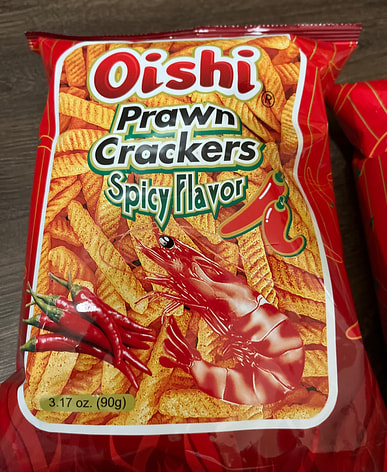 Oishi®
Prawn
Crackers
Spicy Flavor
3.17 oz. (90g)